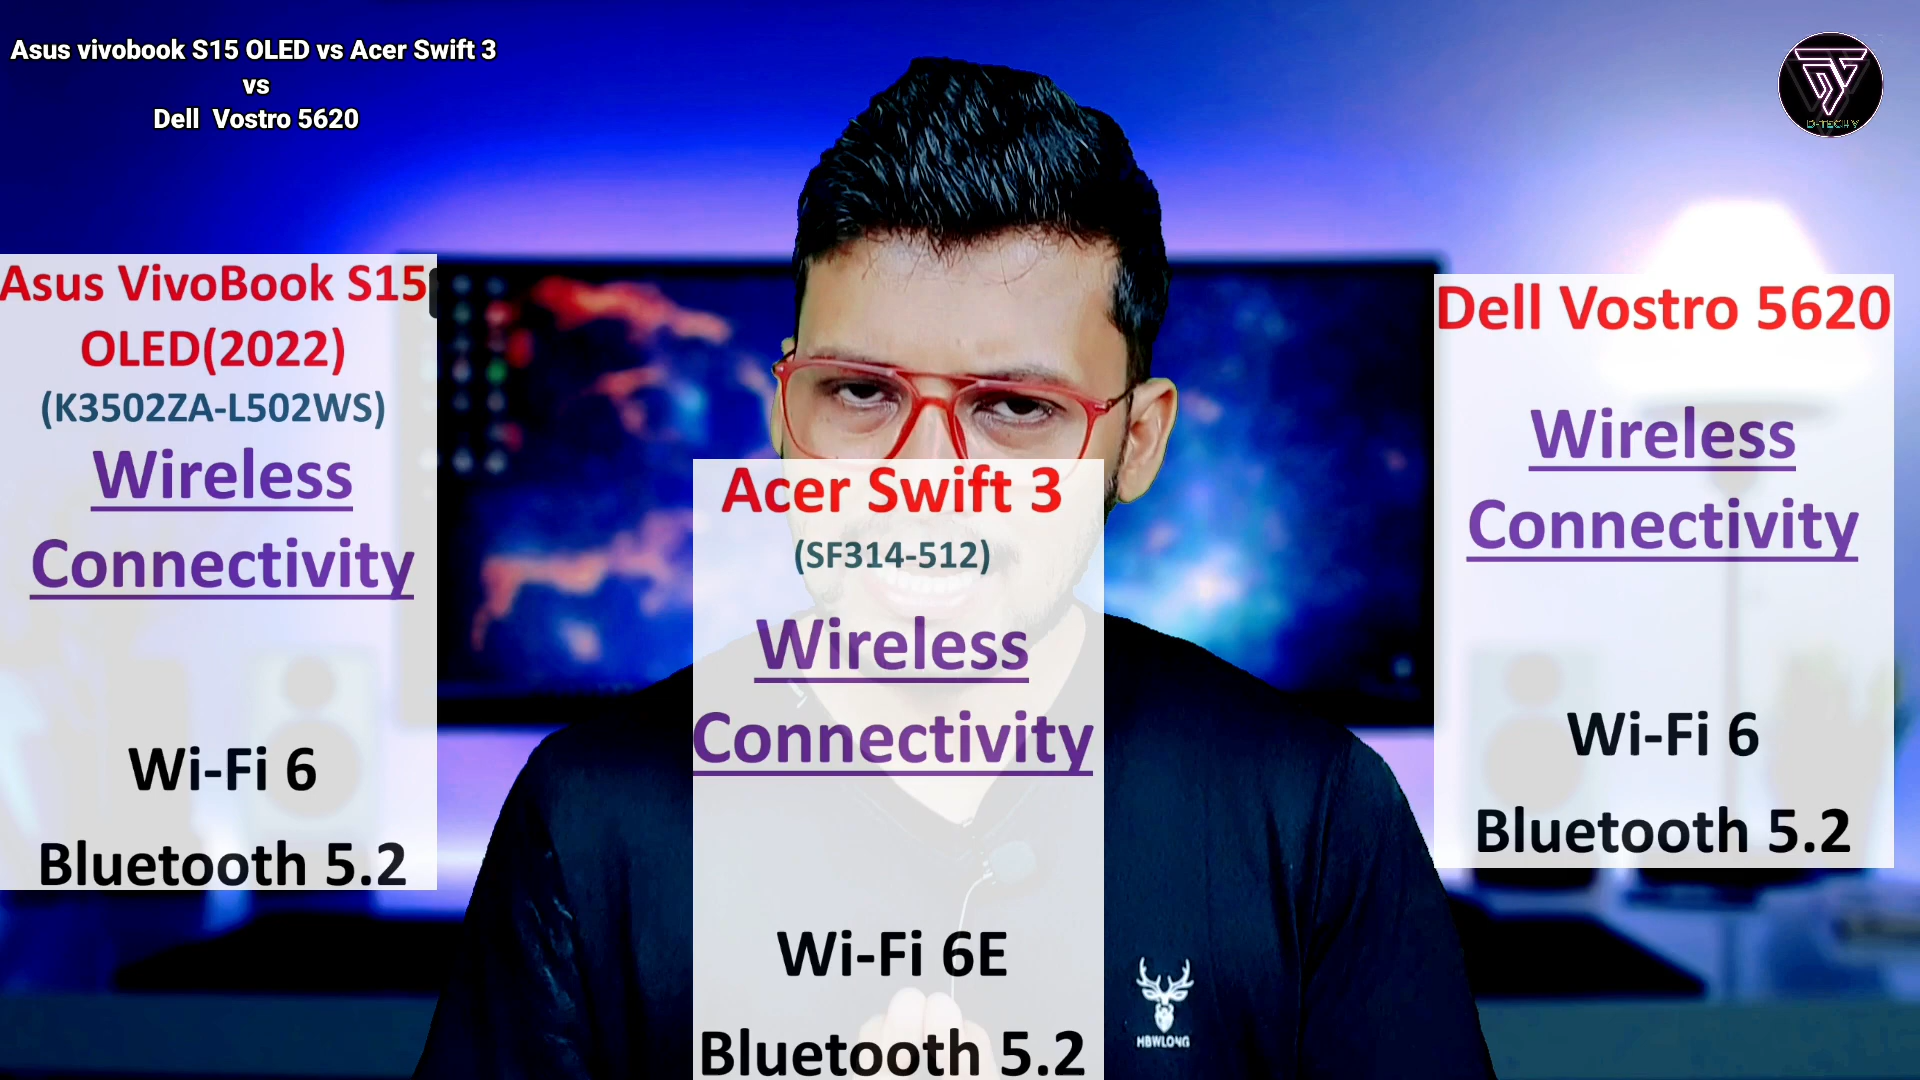 Asus vivobook S15 OLED vs Acer Swift 3
vs
Dell Vostro 5620
D-TECH Y
Asus VivoBook S15
OLED(2022)
(K3502ZA-L502WS)
Wireless
Connectivity
Wi-Fi 6
Bluetooth 5.2
Acer Swift 3
(SF314-512)
Wireless
Connectivity
Wi-Fi 6E
Bluetooth 5.2
Dell Vostro 5620
Wireless
Connectivity
Wi-Fi 6
Bluetooth 5.2
HBWLONG